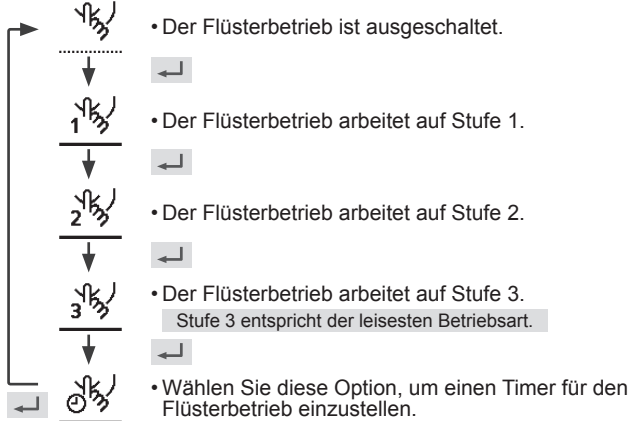 • Der Flüsterbetrieb ist ausgeschaltet.
1
• Der Flüsterbetrieb arbeitet auf Stufe 1.
2
• Der Flüsterbetrieb arbeitet auf Stufe 2.
3
• Der Flüsterbetrieb arbeitet auf Stufe 3.
Stufe 3 entspricht der leisesten Betriebsart.
• Wählen Sie diese Option, um einen Timer für den
Flüsterbetrieb einzustellen.